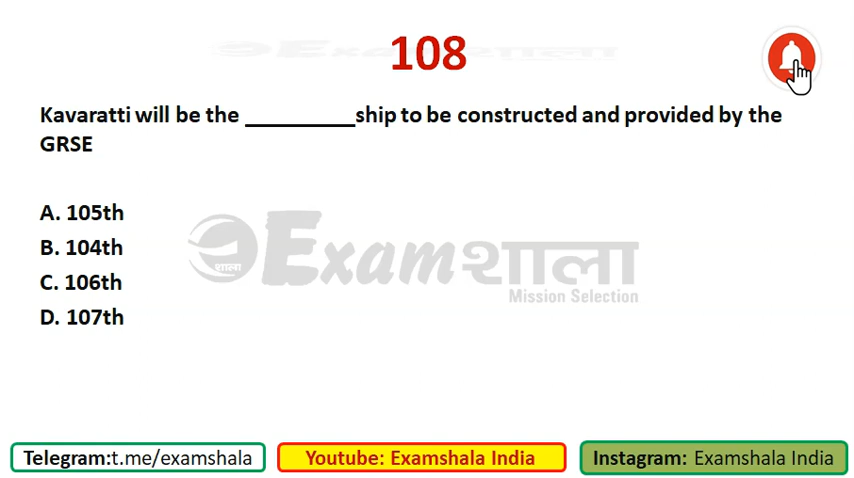 108
Kavaratti will be the __________ship to be constructed and provided by the
GRSE
A. 105th
B. 104th
C. 106th
D. 107th
शाला
Examशाला
Mission Selection
Telegram:t.me/examshala
Youtube: Examshala India
Instagram: Examshala India